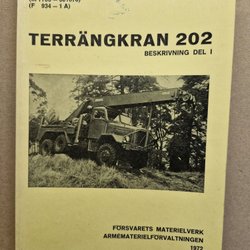 (F 934 - 1 A)
TERRÄNGKRAN 202
BESKRIVNING DEL I
FÖRSVARETS MATERIELVERK
ARMÉMATERIELFÖRVALTNINGEN
1972